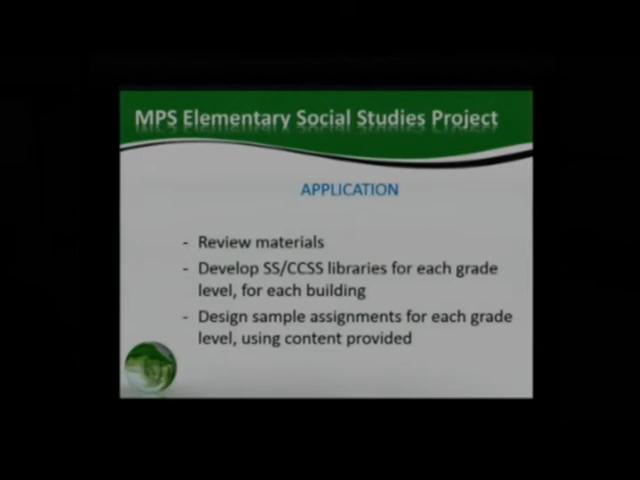 MPS Elementary Social Studies Project
APPLICATION
- Review materials
- Develop SS/CCSS libraries for each grade
level, for each building
- Design sample assignments for each grade
level, using content provided